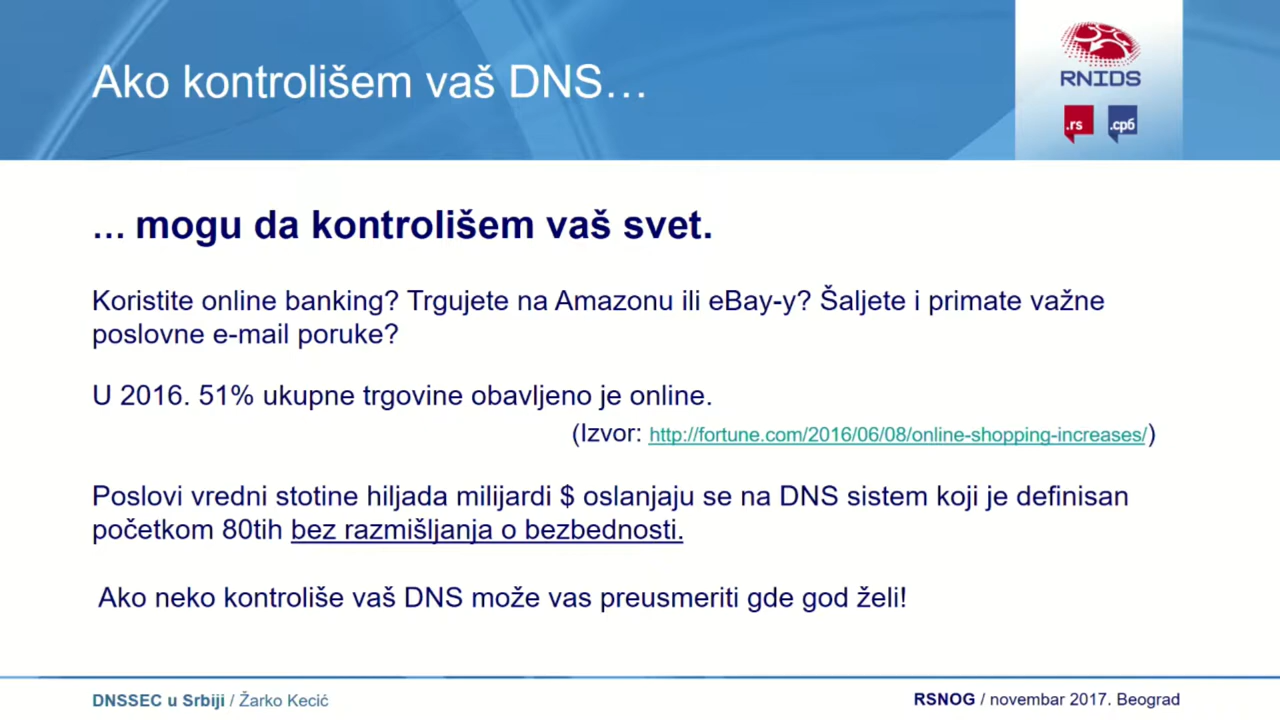 Ako kontrolišem vaš DNS...
RNIDS
.rs .срб
... mogu da kontrolišem vaš svet.
Koristite online banking? Trgujete na Amazonu ili eBay-y? Šaljete i primate važne
poslovne e-mail poruke?
U 2016. 51% ukupne trgovine obavljeno je online.
(Izvor: http://fortune.com/2016/06/08/online-shopping-increases/)
Poslovi vredni stotine hiljada milijardi $ oslanjaju se na DNS sistem koji je definisan
početkom 80tih bez razmišljanja o bezbednosti.
Ako neko kontroliše vaš DNS može vas preusmeriti gde god želi!
DNSSEC u Srbiji / Žarko Kecić
RSNOG / novembar 2017. Beograd